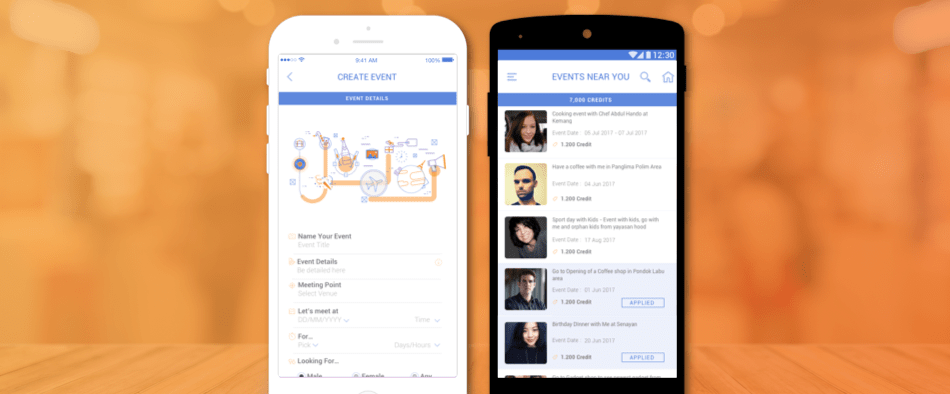 9:41 AM
100%
CREATE EVENT
EVENT DETAILS
Name Your Event
Event Title
Event Details
Be detailed here
Meeting Point
Select Venue
Let's meet at
DD/MM/YYYY
Time
For...
Pick
Days/Hours
Looking For...
Male
Female
Any
12:30
EVENTS NEAR YOU
7,000 CREDITS
Cooking event with Chef Abdul Hands at
Kemang
Event Date : 05 Jul 2017 - 07 Jul 2017
1.200 Credit
Have a coffee with me in Panglima Polim Area
Event Date : 04 Jun 2017
1.200 Credit
Sport day with Kids - Event with kids, go with
me and orphan kids from yayasan hood
Event Date : 17 Aug 2017
1.200 Credit
Go to Opening of a Coffee shop in Pondok Labu
area
Event Date : 01 Jun 2017
1.200 Credit
APPLIED
Birthday Dinner with Me at Senayan
Event Date : 20 Jun 2017
1.200 Credit
APPLIED